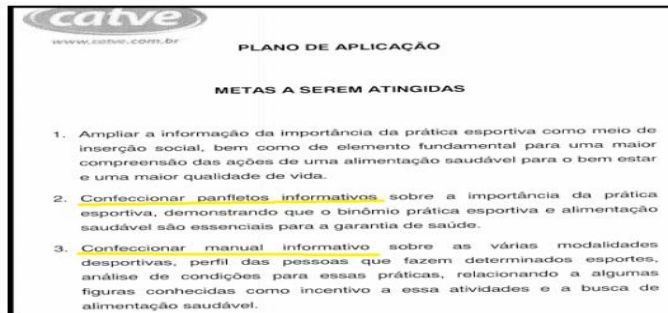 catve
www.catve.com.br
PLANO DE APLICAÇÃO
METAS A SEREM ATINGIDAS
1. Ampliar a informação da importância da prática esportiva como meio de
inserção social, bem como de elemento fundamental para uma maior
compreensão das ações de uma alimentação saudável para o bem estar
e uma maior qualidade de vida.
2. Confeccionar panfletos informativos sobre a importância da prática
esportiva, demonstrando que o binômio prática esportiva e alimentação
saudável são essenciais para a garantia de saúde.
3. Confeccionar manual informativo sobre as várias modalidades
desportivas, perfil das pessoas que fazem determinados esportes,
análise de condições para essas práticas, relacionando a algumas
figuras conhecidas como incentivo a essa atividades e a busca de
alimentação saudável.